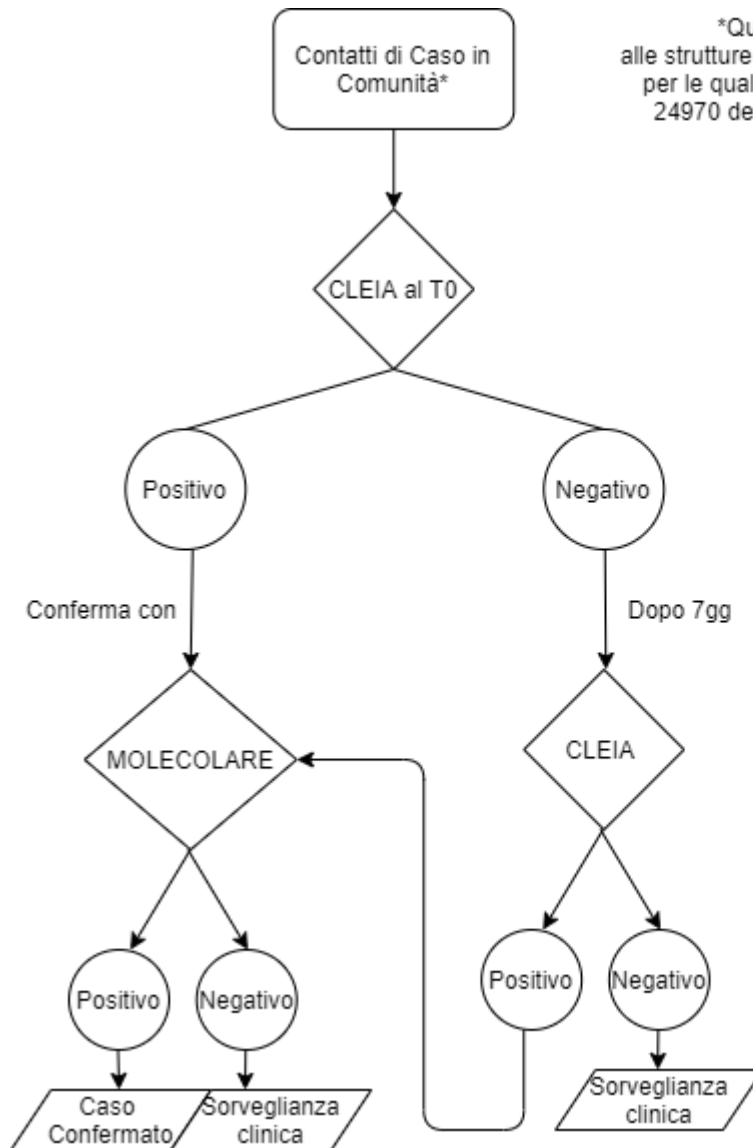 Contatti di Caso in
Comunità*
*Qu
alle strutture
per le qual
24970 de
CLEIA al T0
Positivo
Negativo
Conferma con
Dopo 7gg
MOLECOLARE
CLEIA
Positivo
Negativo
Positivo
Negativo
Caso
Confermato
Sorveglianza
clinica
Sorveglianza
clinica